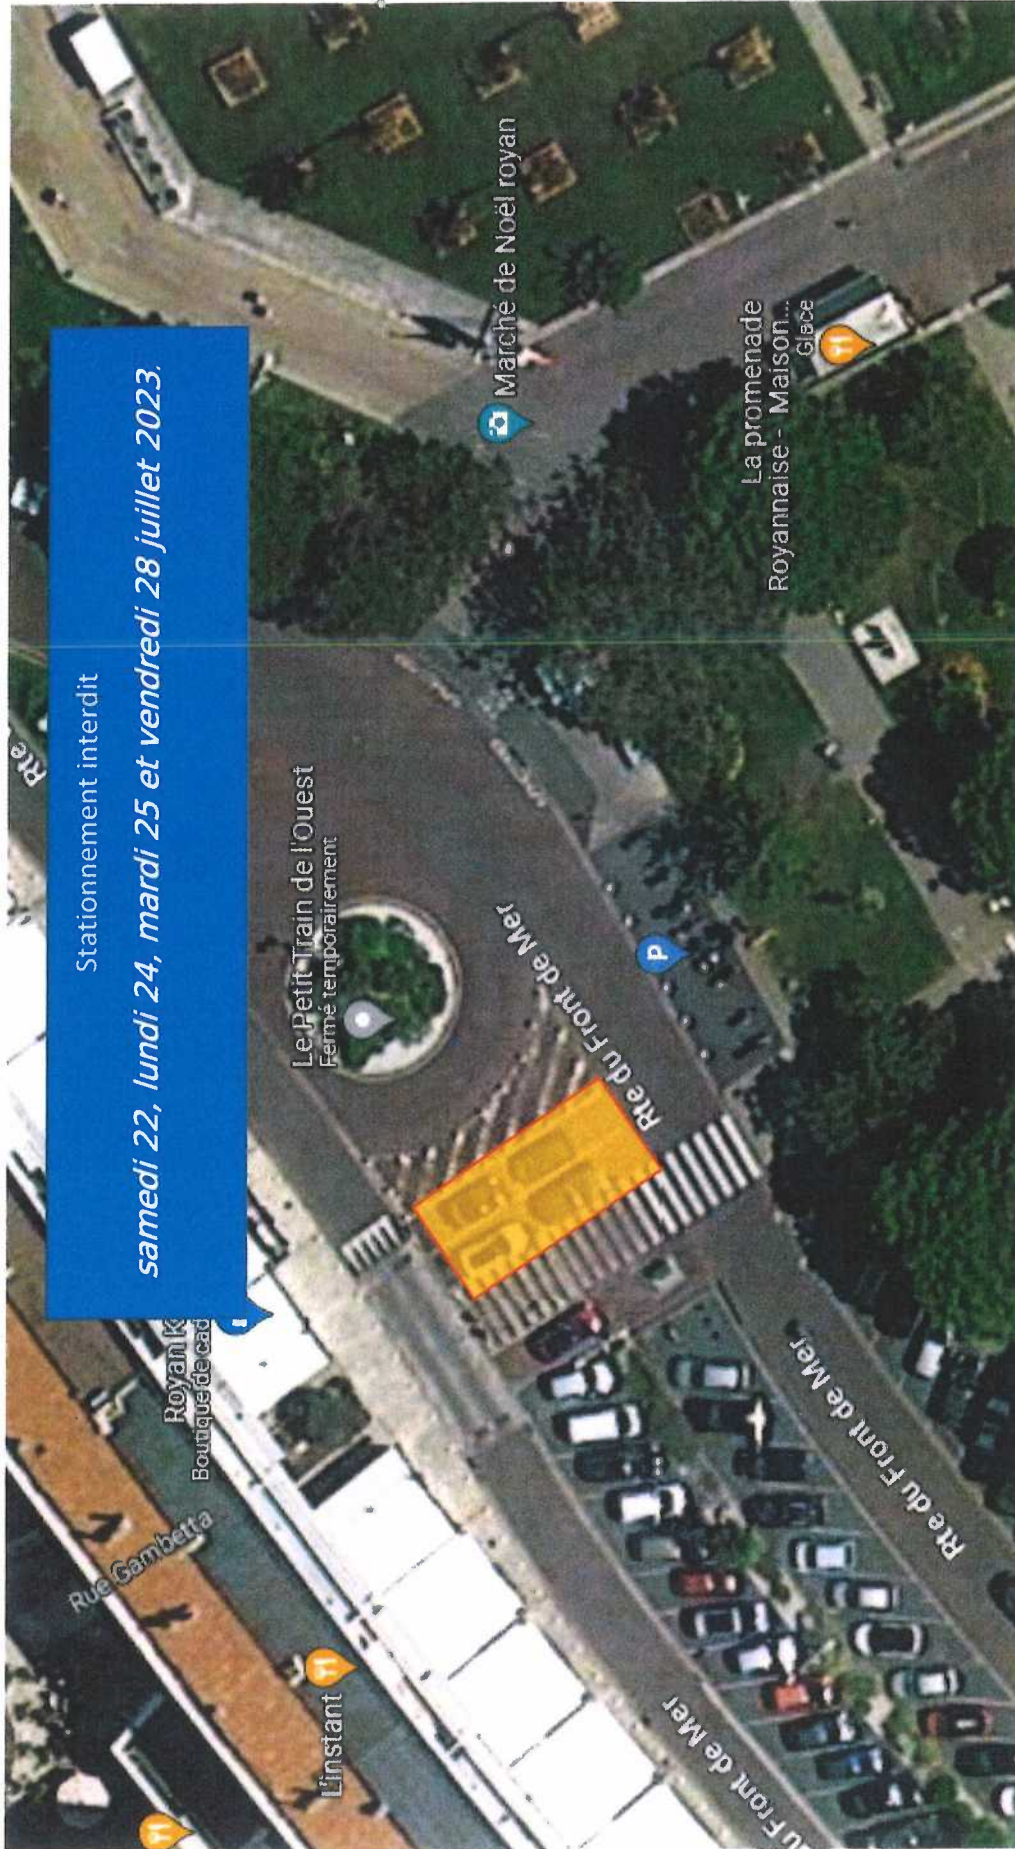 Stationnement interdit
samedi 22, lundi 24, mardi 25 et vendredi 28 juillet 2023.
Rte
Royan K
Boutique de cad
Rue Gambetta
L'instant
Le Petit Train de l'Ouest
Fermé temporairement
Marché de Noël royan
Rte du Front de Mer
P
La promenade
Royannaise - Maison...
Glace
Rte du Front de Mer
du Front de Mer